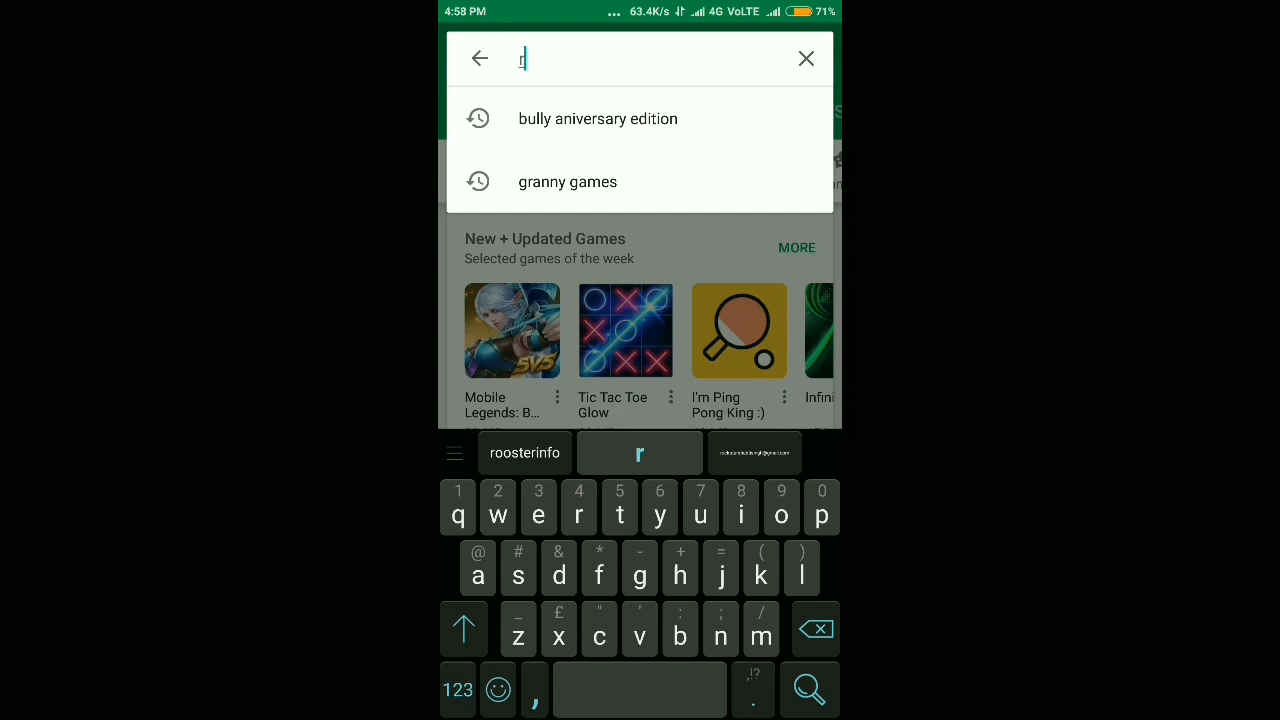 4:58 PM ... 63.4K/s 4G VoLTE 71%
r
bully aniversary edition
granny games
New + Updated Games
MORE
Selected games of the week
5V5
Mobile
Legends: B...
Tic Tac Toe
Glow
I'm Ping
Pong King :)
Infini
roosterinfo
r
1 2 3 4 5 6 7 8 9 0
q w e r t y u i o p
@ # & * - + = ( )
a s d f g h j k l
_ £ " ' : ; /
z x c v b n m
,!?
123 , .